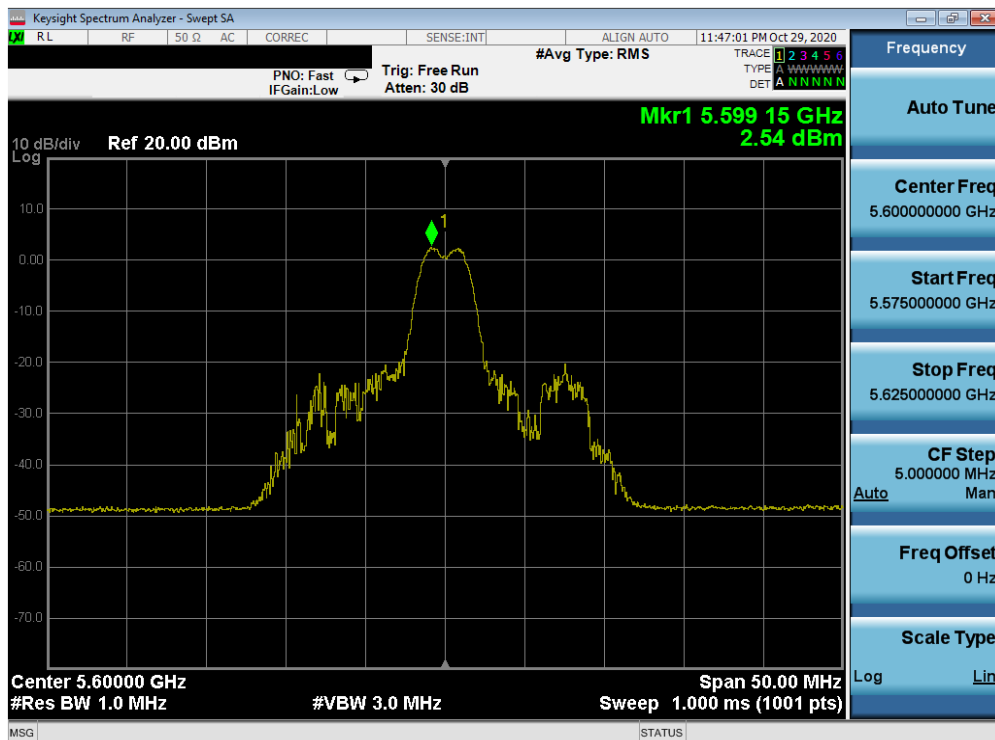 Keysight Spectrum Analyzer - Swept SA
LXI RL RF 50 Ω AC CORREC SENSE:INT ALIGN AUTO 11:47:01 PM Oct 29, 2020
PNO: Fast
IFGain:Low
Trig: Free Run
Atten: 30 dB
#Avg Type: RMS
TRACE 1 2 3 4 5 6
TYPE A WWWWW
DET A N N N N N
Mkr1 5.599 15 GHz
2.54 dBm
10 dB/div
Log
Ref 20.00 dBm
1
10.0
0.00
-10.0
-20.0
-30.0
-40.0
-50.0
-60.0
-70.0
Center 5.60000 GHz
Span 50.00 MHz
#Res BW 1.0 MHz
#VBW 3.0 MHz
Sweep 1.000 ms (1001 pts)
MSG
STATUS
Frequency
Auto Tune
Center Freq
5.600000000 GHz
Start Freq
5.575000000 GHz
Stop Freq
5.625000000 GHz
CF Step
5.000000 MHz
Auto Man
Freq Offset
0 Hz
Scale Type
Log Lin